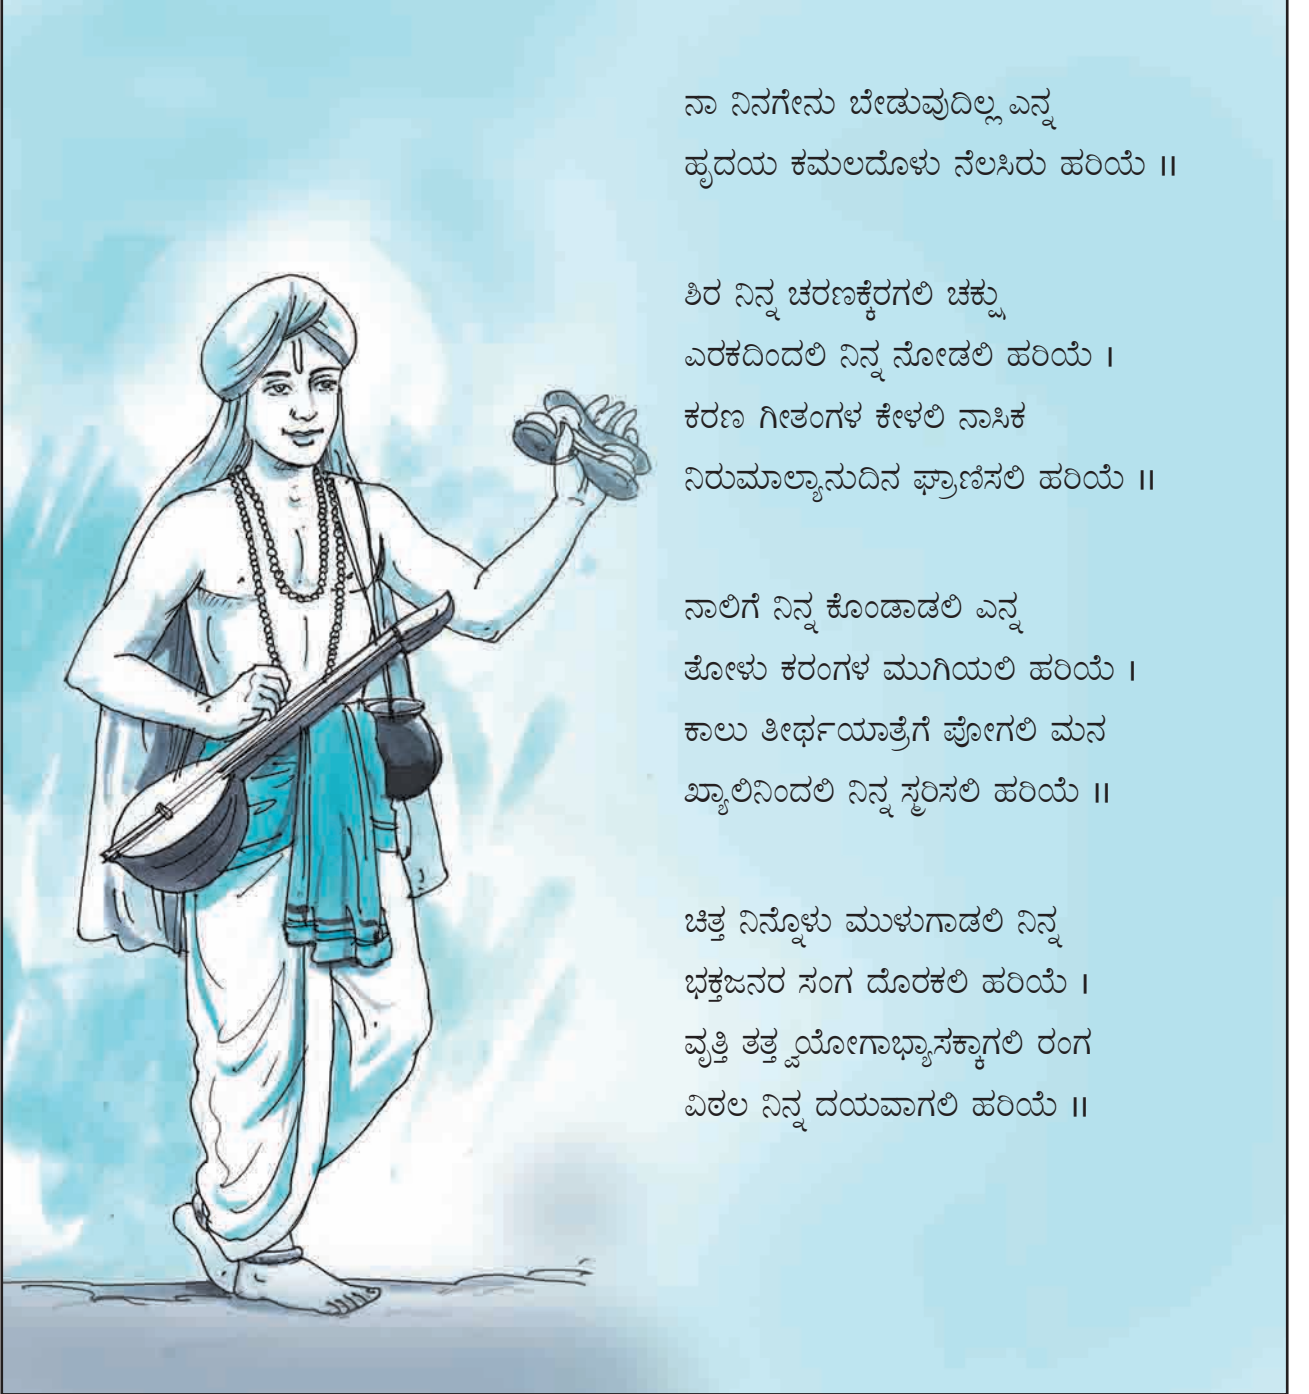 ನಾ ನಿನಗೇನು ಬೇಡುವುದಿಲ್ಲ ಎನ್ನ
ಹೃದಯ ಕಮಲದೊಳು ನೆಲಸಿರು ಹರಿಯೆ ॥
ಶಿರ ನಿನ್ನ ಚರಣಕ್ಕೆರಗಲಿ ಚಕ್ಷು
ಎರಕದಿಂದಲಿ ನಿನ್ನ ನೋಡಲಿ ಹರಿಯೆ ।
ಕರಣ ಗೀತಂಗಳ ಕೇಳಲಿ ನಾಸಿಕ
ನಿರುಮಾಲ್ಯಾನುದಿನ ಘ್ರಾಣಿಸಲಿ ಹರಿಯೆ ॥
ನಾಲಿಗೆ ನಿನ್ನ ಕೊಂಡಾಡಲಿ ಎನ್ನ
ತೋಳು ಕರಂಗಳ ಮುಗಿಯಲಿ ಹರಿಯೆ ।
ಕಾಲು ತೀರ್ಥಯಾತ್ರೆಗೆ ಪೋಗಲಿ ಮನ
ಖ್ಯಾಲಿನಿಂದಲಿ ನಿನ್ನ ಸ್ಮರಿಸಲಿ ಹರಿಯೆ ॥
ಚಿತ್ತ ನಿನ್ನೊಳು ಮುಳುಗಾಡಲಿ ನಿನ್ನ
ಭಕ್ತಜನರ ಸಂಗ ದೊರಕಲಿ ಹರಿಯೆ ।
ವೃತ್ತಿ ತತ್ತ್ವಯೋಗಾಭ್ಯಾಸಕ್ಕಾಗಲಿ ರಂಗ
ವಿಠಲ ನಿನ್ನ ದಯವಾಗಲಿ ಹರಿಯೆ ॥